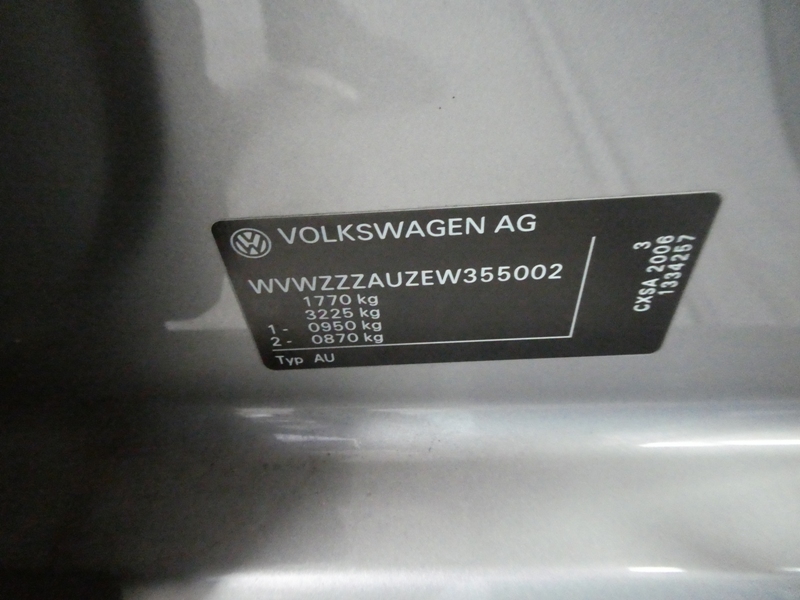 VOLKSWAGEN AG
WVWZZZAUZEW355002
1770 kg
3225 kg
1 - 0950 kg
2 - 0870 kg
Typ AU
3
CXSA 2006
1334257